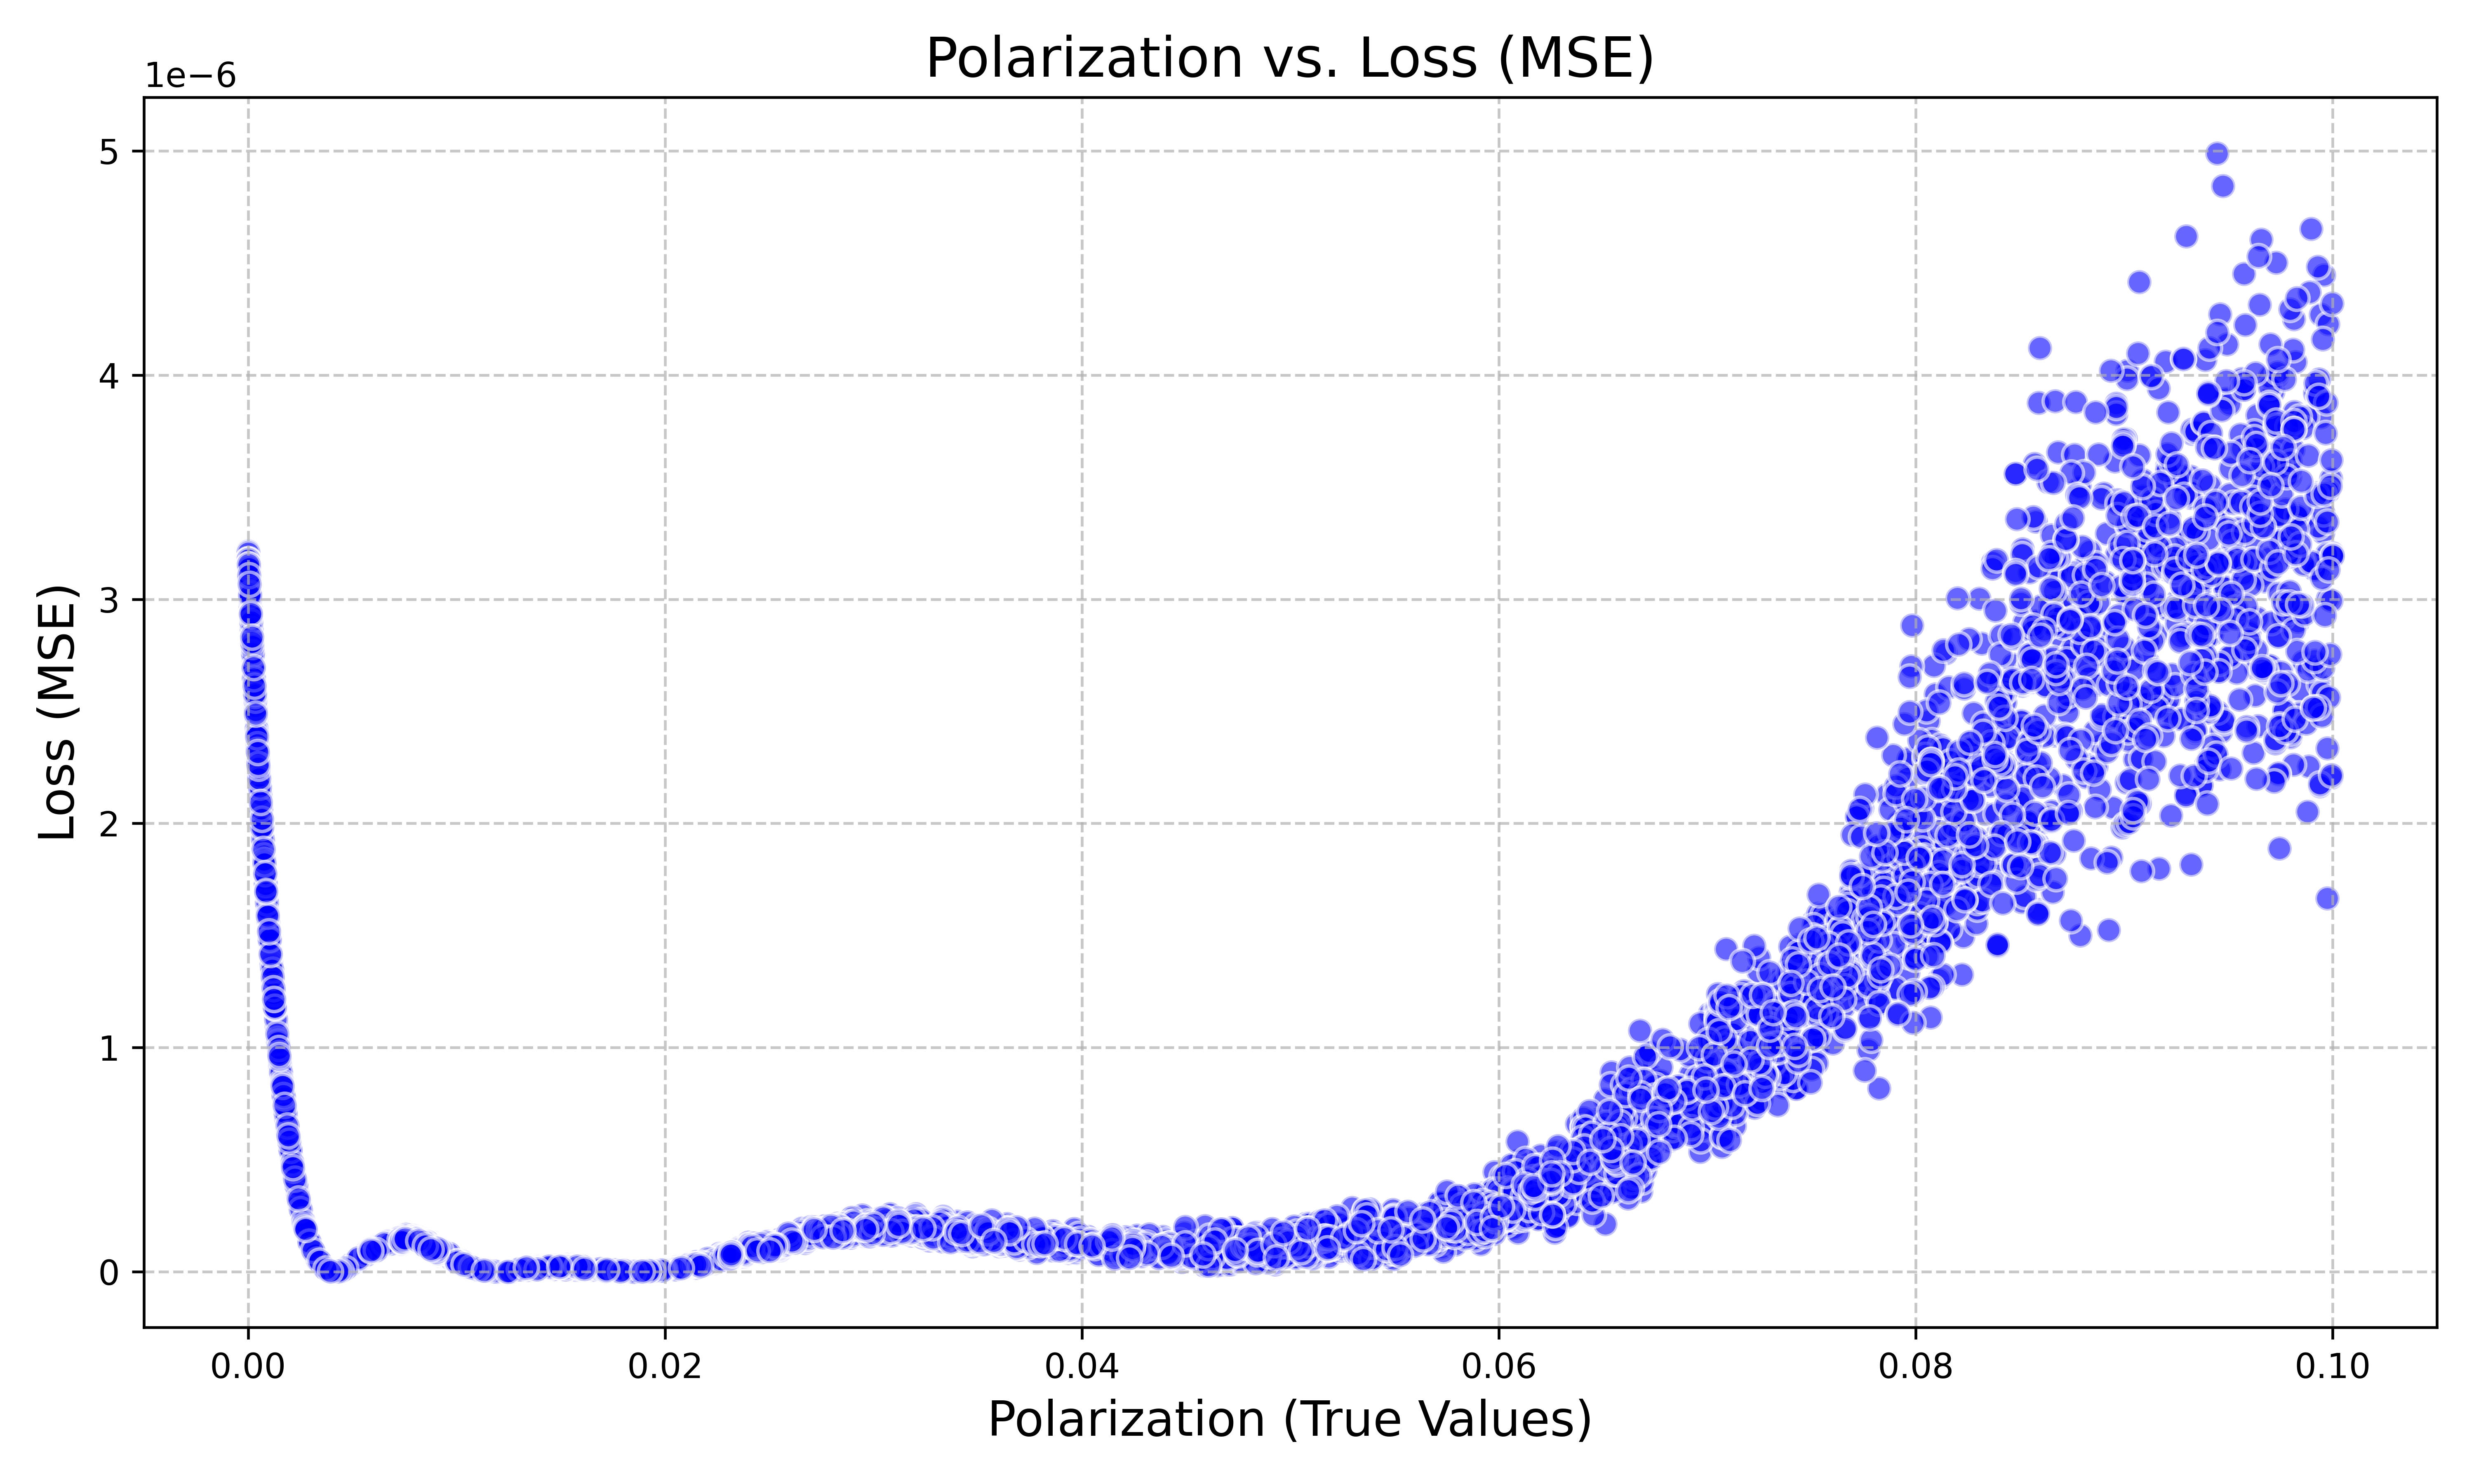 Polarization vs. Loss (MSE)
1e−6
5
4
3
2
1
0
Loss (MSE)
0.00 0.02 0.04 0.06 0.08 0.10
Polarization (True Values)